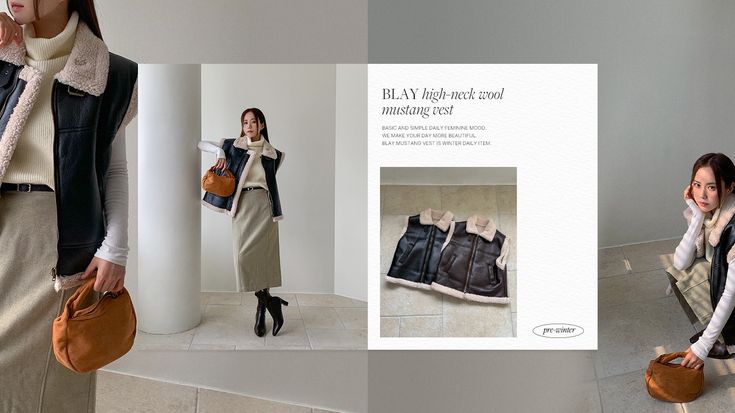 BLAY high-neck wool
mustang vest
BASIC AND SIMPLE DAILY FEMININE MOOD.
WE MAKE YOUR DAY MORE BEAUTIFUL.
BLAY MUSTANG VEST IS WINTER DAILY ITEM.
pre-winter